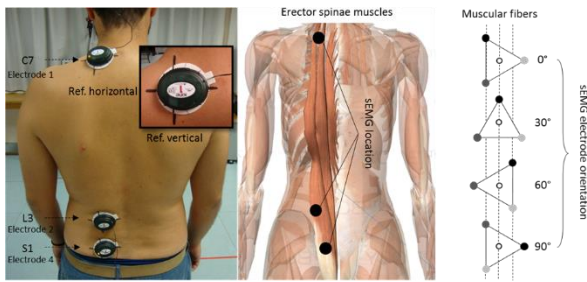 C7
Electrode 1
Ref. horizontal
Ref. vertical
L3
Electrode 2
S1
Electrode 4
Erector spinae muscles
sEMG location
Muscular fibers
0°
30°
60°
90°
sEMG electrode orientation